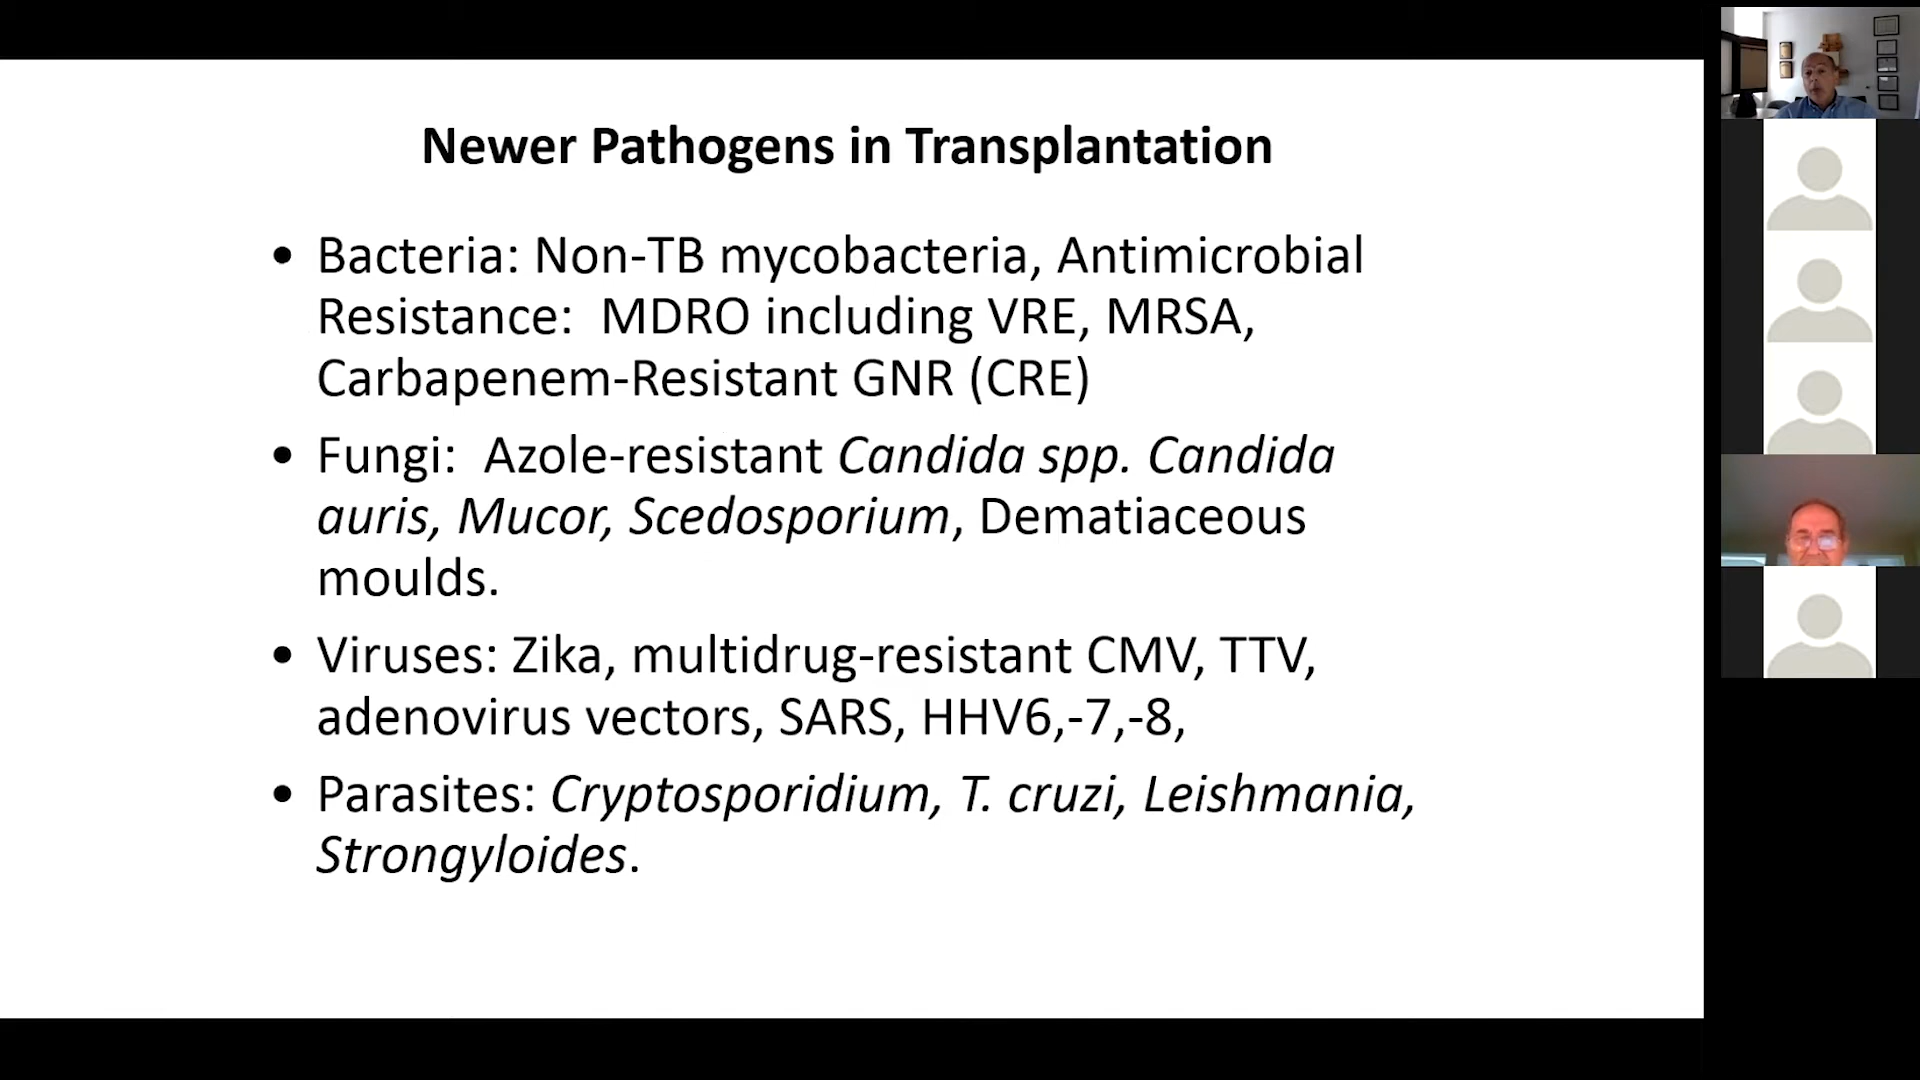 Newer Pathogens in Transplantation
• Bacteria: Non-TB mycobacteria, Antimicrobial
Resistance:  MDRO including VRE, MRSA,
Carbapenem-Resistant GNR (CRE)
• Fungi:  Azole-resistant Candida spp. Candida
auris, Mucor, Scedosporium, Dematiaceous
moulds.
• Viruses: Zika, multidrug-resistant CMV, TTV,
adenovirus vectors, SARS, HHV6,-7,-8,
• Parasites: Cryptosporidium, T. cruzi, Leishmania,
Strongyloides.